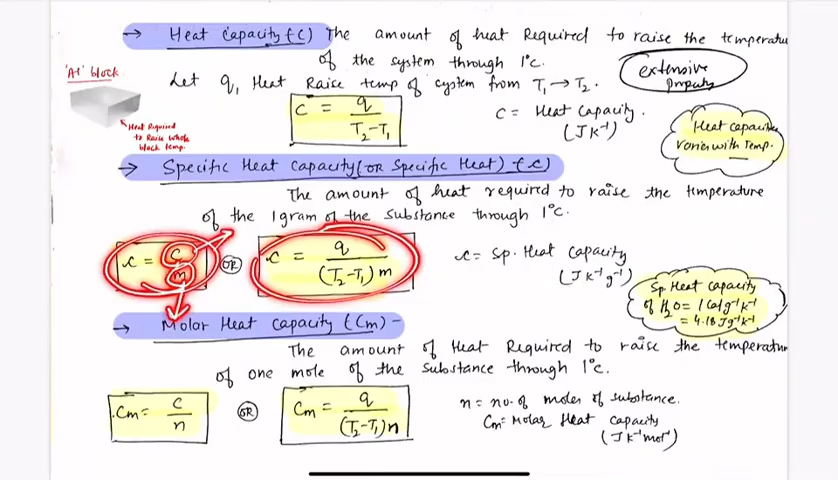 → Heat Capacity (C) The amount of heat Required to raise the temperatu
of the system through 1°C.
extensive
property
'Al' block
Let q, Heat Raise temp of system from T₁ → T₂.
C = q / T₂-T₁
C = Heat Capacity.
(JK⁻¹)
Heat Required
to Raise whole
block temp.
Heat capacities
varies with Temp.
→ Specific Heat Capacity (OR Specific Heat) (c)
The amount of heat required to raise the temperature
of the 1gram of the substance through 1°C.
c = C / m OR c = q / (T₂-T₁) m
c = Sp. Heat Capacity
(JK⁻¹g⁻¹)
Sp. Heat Capacity
of H₂O = 1 Cal g⁻¹K⁻¹
= 4.18 Jg⁻¹K⁻¹
→ Molar Heat Capacity (Cm) -
The amount of Heat Required to raise the temperatur
of one mole of the substance through 1°C.
Cm = C / n OR Cm = q / (T₂-T₁)n
n = no. of moles of substance.
Cm = Molar Heat Capacity
(JK⁻¹mol⁻¹)